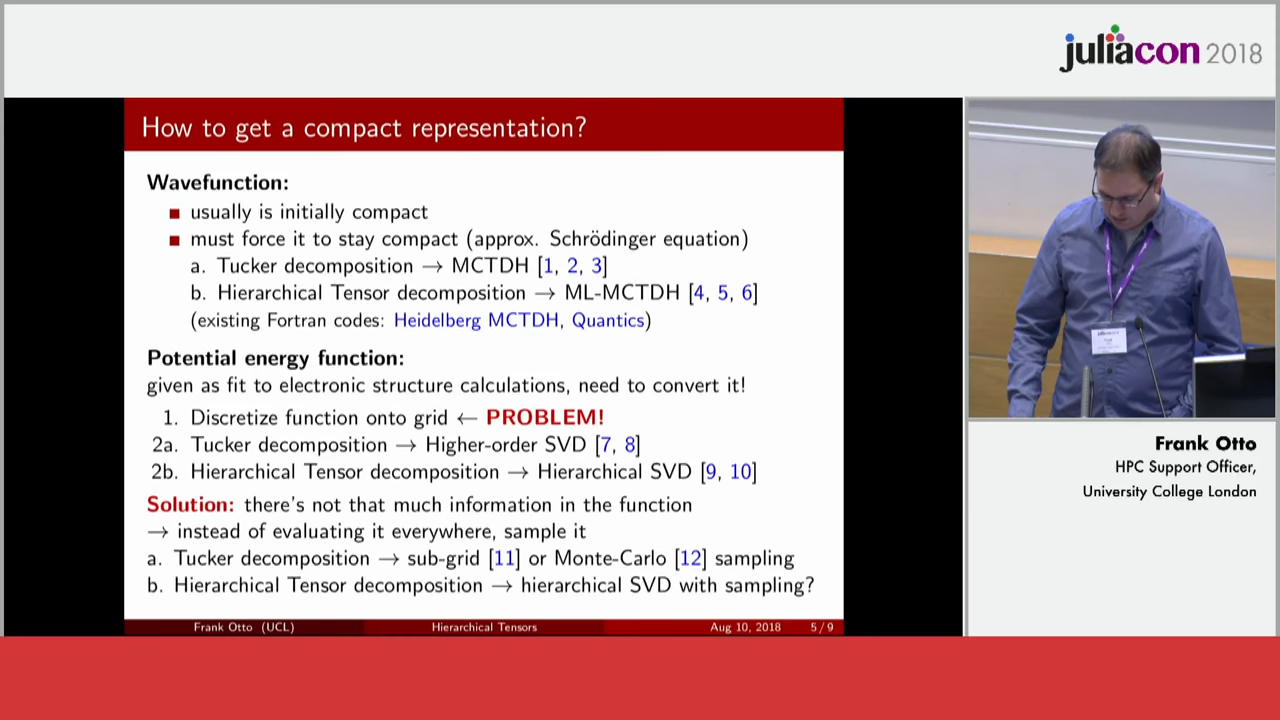 juliacon 2018
How to get a compact representation?
Wavefunction:
■ usually is initially compact
■ must force it to stay compact (approx. Schrödinger equation)
a. Tucker decomposition → MCTDH [1, 2, 3]
b. Hierarchical Tensor decomposition → ML-MCTDH [4, 5, 6]
(existing Fortran codes: Heidelberg MCTDH, Quantics)
Potential energy function:
given as fit to electronic structure calculations, need to convert it!
1. Discretize function onto grid ← PROBLEM!
2a. Tucker decomposition → Higher-order SVD [7, 8]
2b. Hierarchical Tensor decomposition → Hierarchical SVD [9, 10]
Solution: there's not that much information in the function
→ instead of evaluating it everywhere, sample it
a. Tucker decomposition → sub-grid [11] or Monte-Carlo [12] sampling
b. Hierarchical Tensor decomposition → hierarchical SVD with sampling?
Frank Otto (UCL) Hierarchical Tensors Aug 10, 2018 5 / 9
juliacon
Frank Otto
HPC Support Officer,
University College London